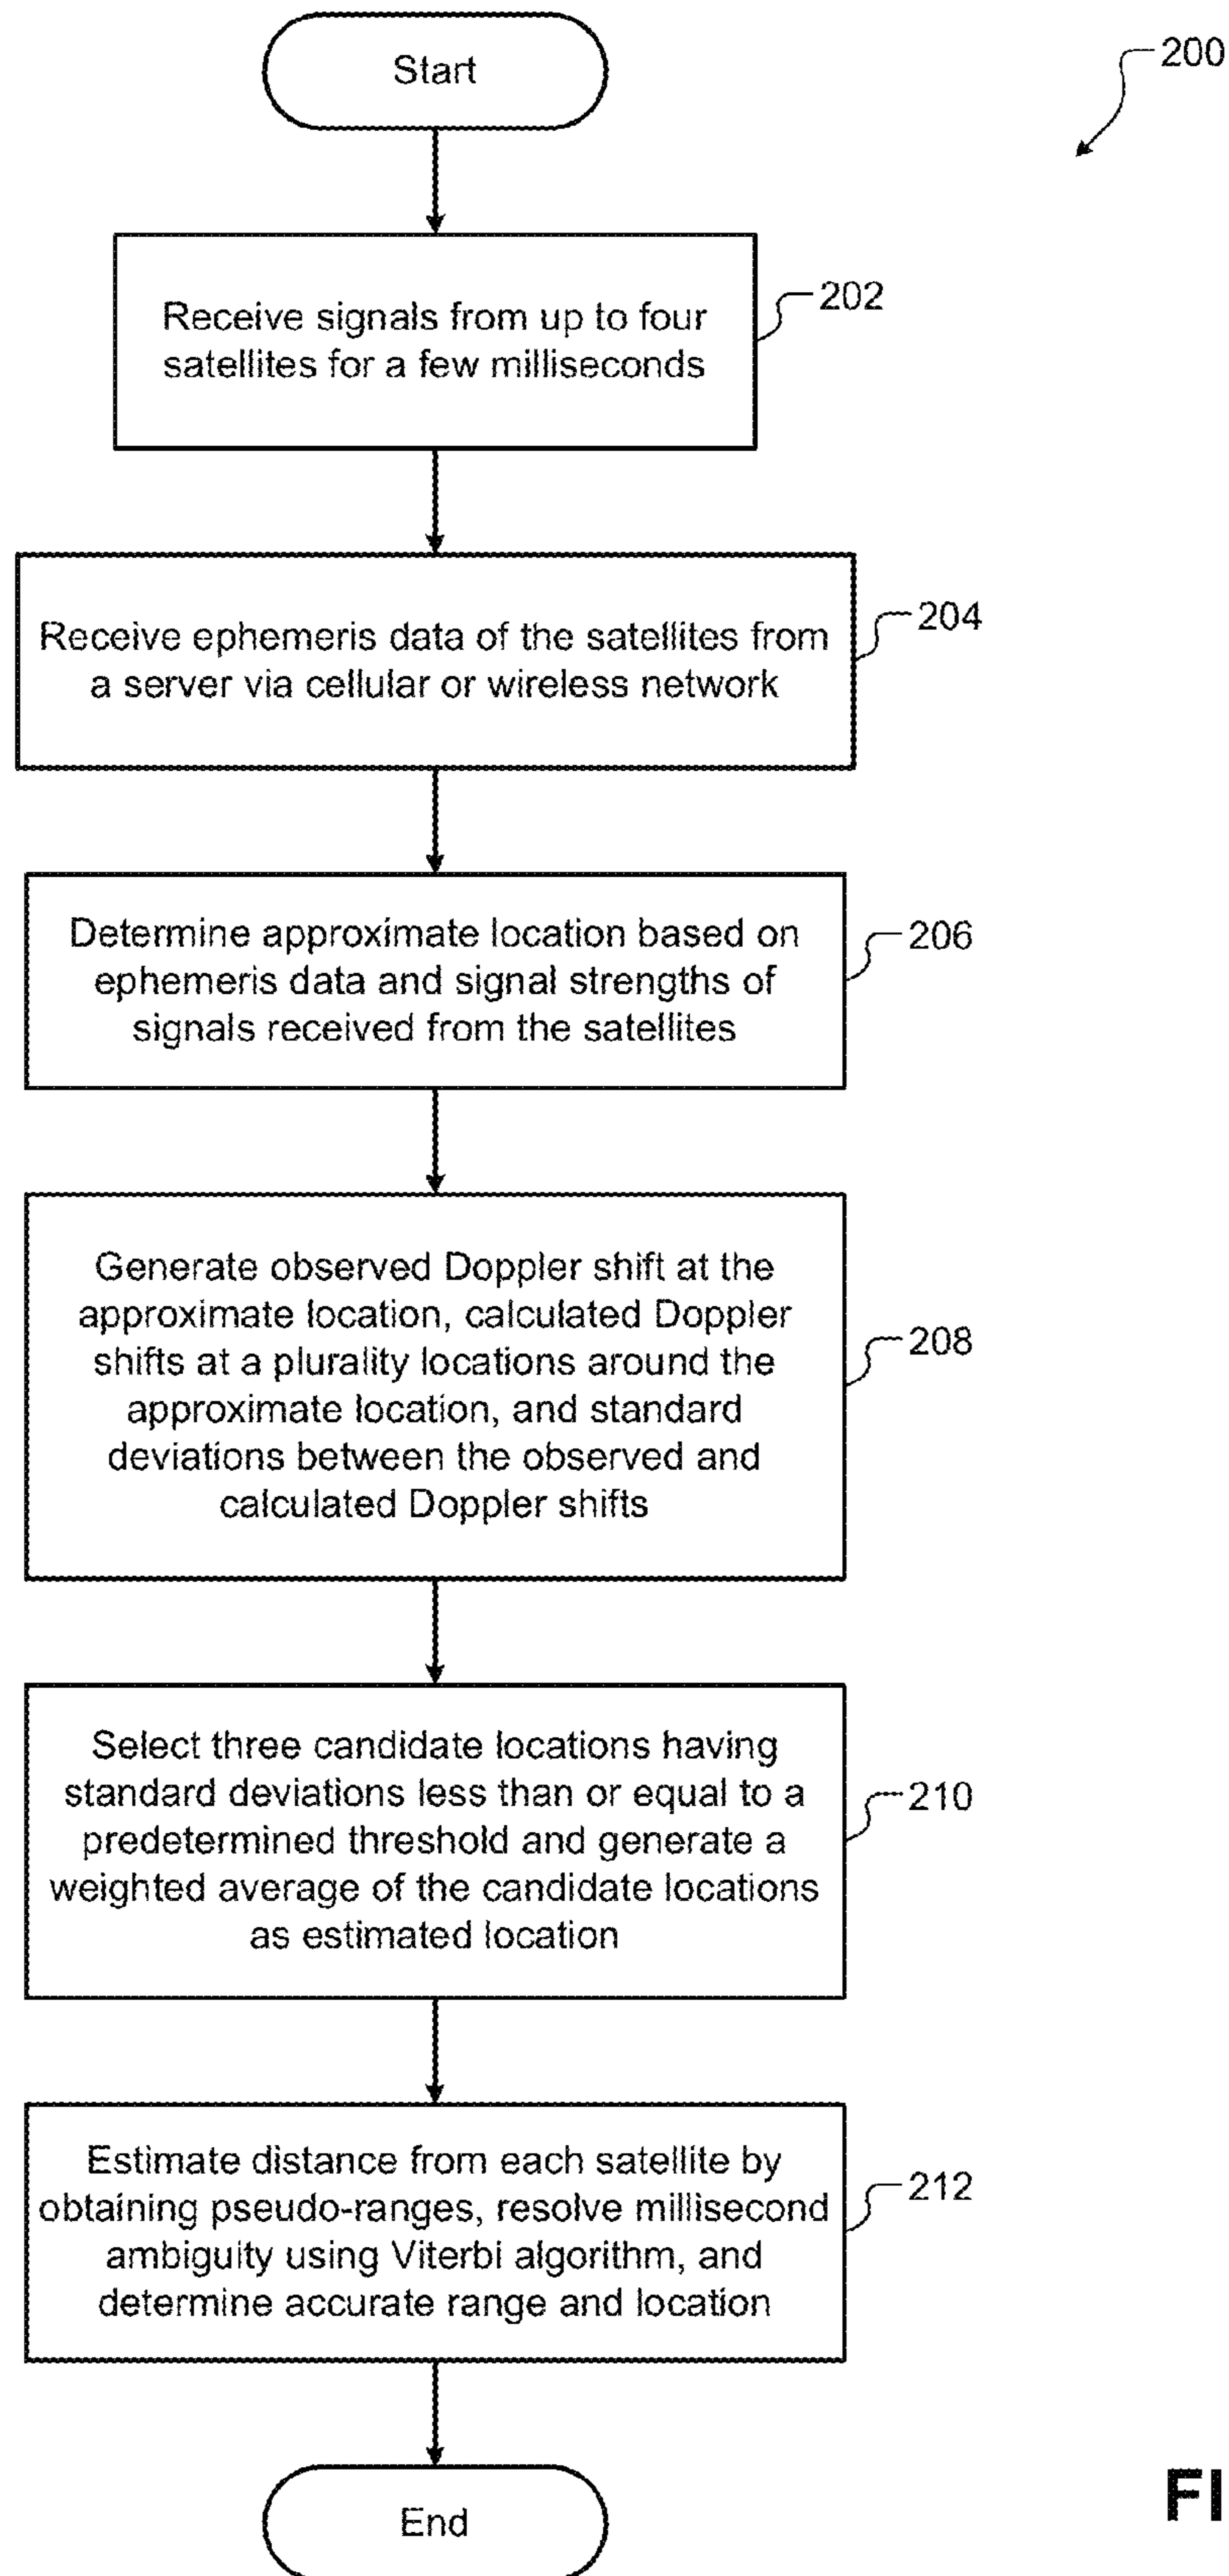 Start
200
Receive signals from up to four
satellites for a few milliseconds
202
Receive ephemeris data of the satellites from
a server via cellular or wireless network
204
Determine approximate location based on
ephemeris data and signal strengths of
signals received from the satellites
206
Generate observed Doppler shift at the
approximate location, calculated Doppler
shifts at a plurality locations around the
approximate location, and standard
deviations between the observed and
calculated Doppler shifts
208
Select three candidate locations having
standard deviations less than or equal to a
predetermined threshold and generate a
weighted average of the candidate locations
as estimated location
210
Estimate distance from each satellite by
obtaining pseudo-ranges, resolve millisecond
ambiguity using Viterbi algorithm, and
determine accurate range and location
212
End
FI